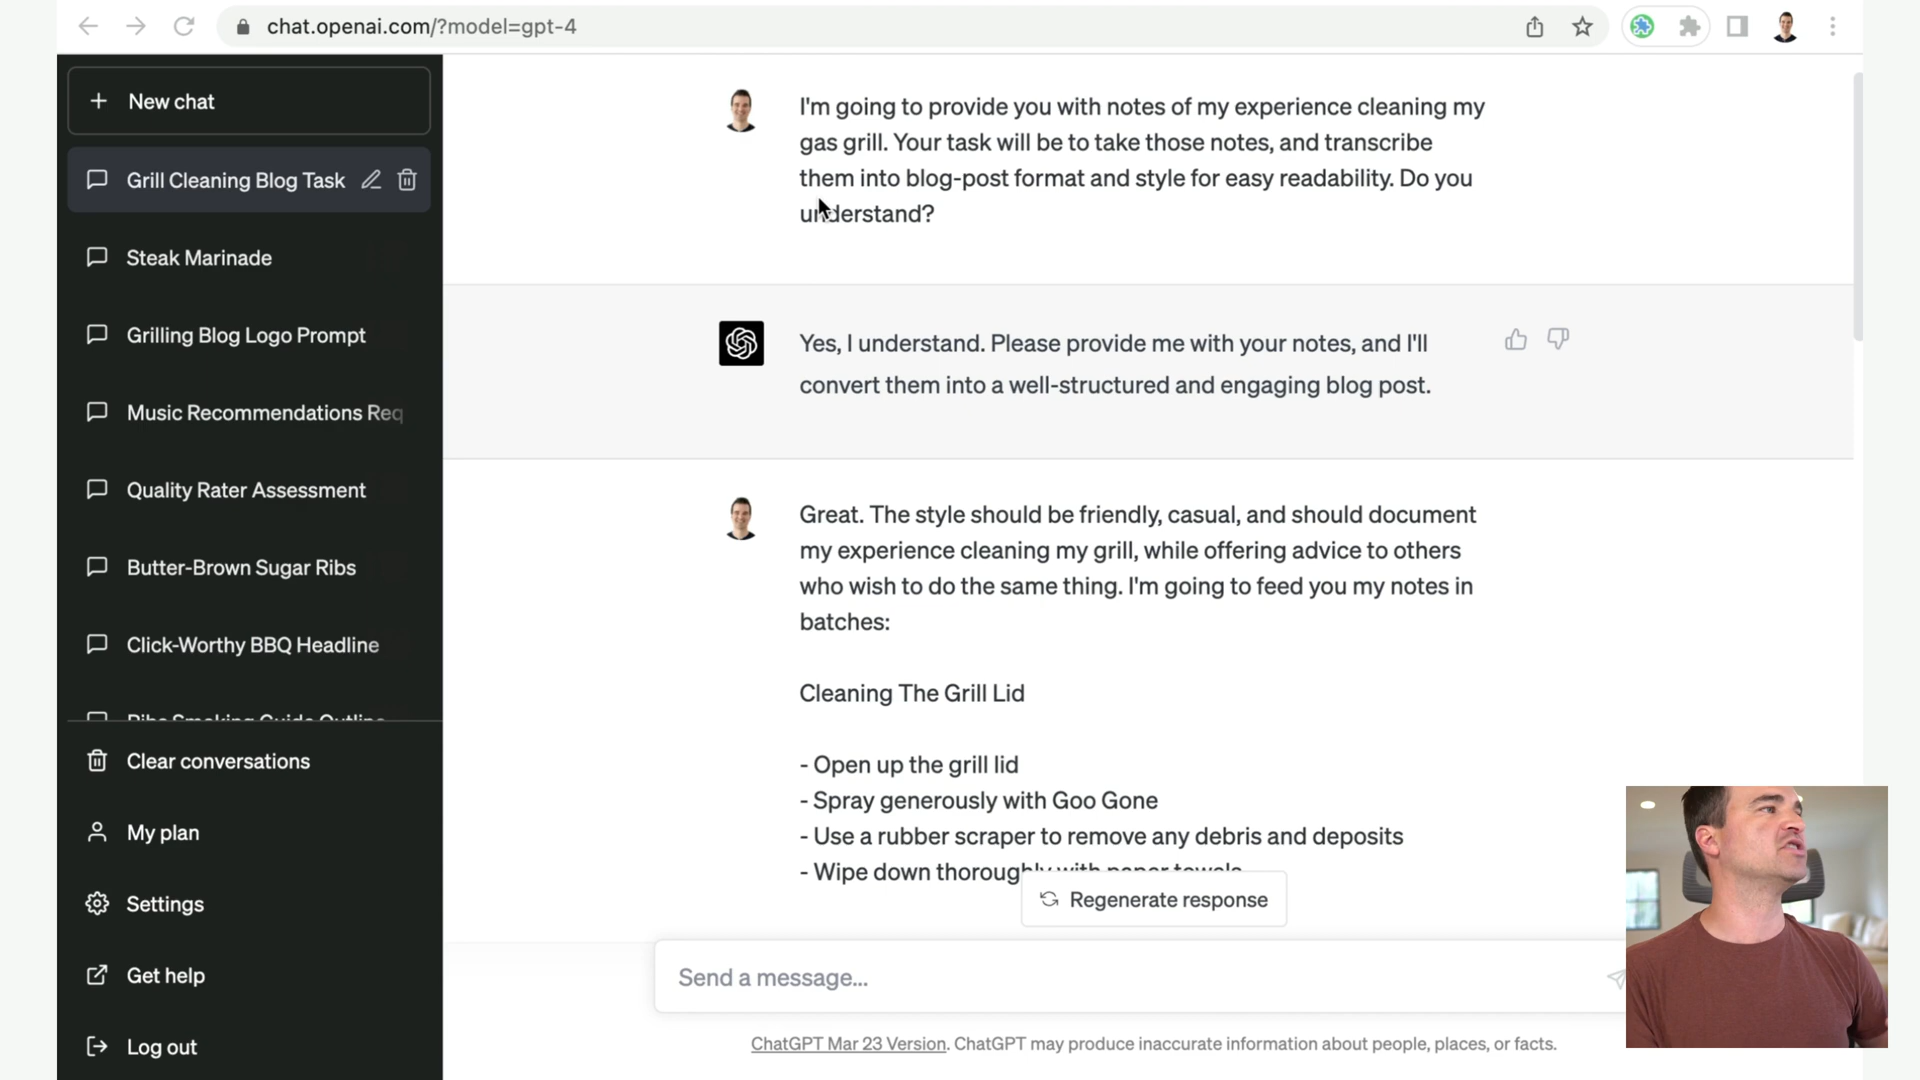 chat.openai.com/?model=gpt-4
New chat
Grill Cleaning Blog Task
Steak Marinade
Grilling Blog Logo Prompt
Music Recommendations Req
Quality Rater Assessment
Butter-Brown Sugar Ribs
Click-Worthy BBQ Headline
Ribs Smoking Guide Outline
Clear conversations
My plan
Settings
Get help
Log out
I'm going to provide you with notes of my experience cleaning my
gas grill. Your task will be to take those notes, and transcribe
them into blog-post format and style for easy readability. Do you
understand?
Yes, I understand. Please provide me with your notes, and I'll
convert them into a well-structured and engaging blog post.
Great. The style should be friendly, casual, and should document
my experience cleaning my grill, while offering advice to others
who wish to do the same thing. I'm going to feed you my notes in
batches:
Cleaning The Grill Lid
- Open up the grill lid
- Spray generously with Goo Gone
- Use a rubber scraper to remove any debris and deposits
- Wipe down thoroughly with paper towels
Regenerate response
Send a message...
ChatGPT Mar 23 Version. ChatGPT may produce inaccurate information about people, places, or facts.